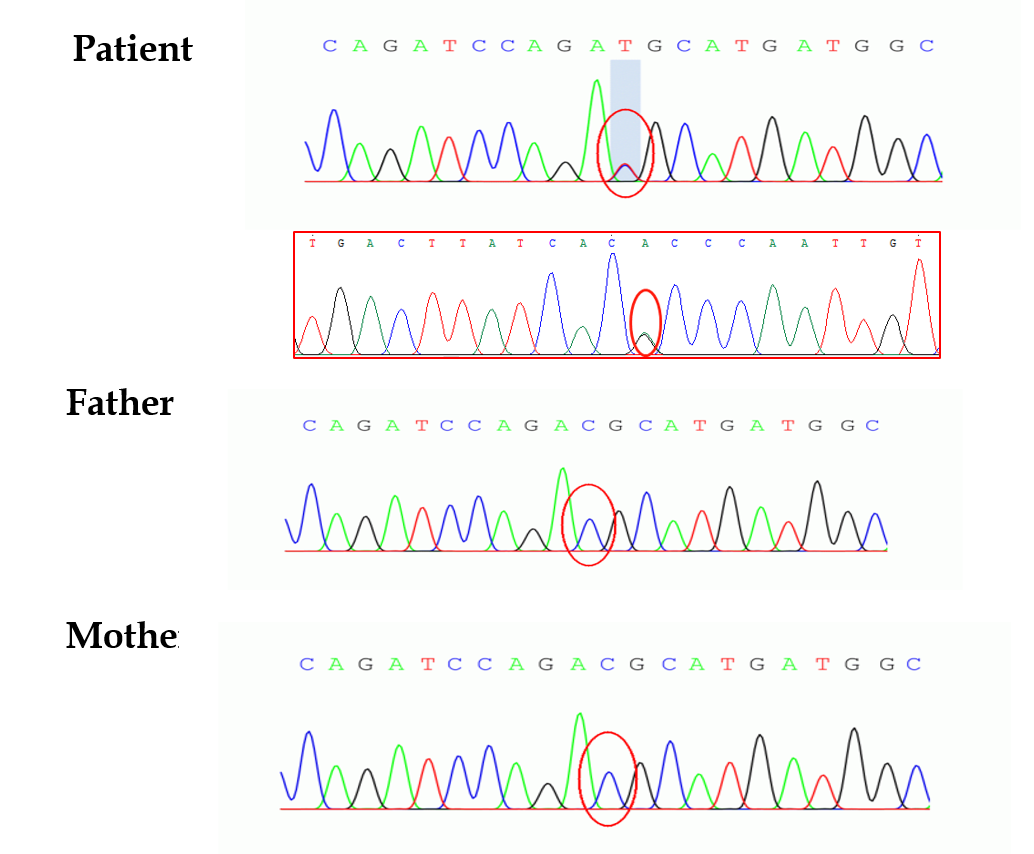 Patient
C A G A T C C A G A T G C A T G A T G G C
T G A C T T A T C A C A C C C A A T T G T
Father
C A G A T C C A G A C G C A T G A T G G C
Mothe
C A G A T C C A G A C G C A T G A T G G C